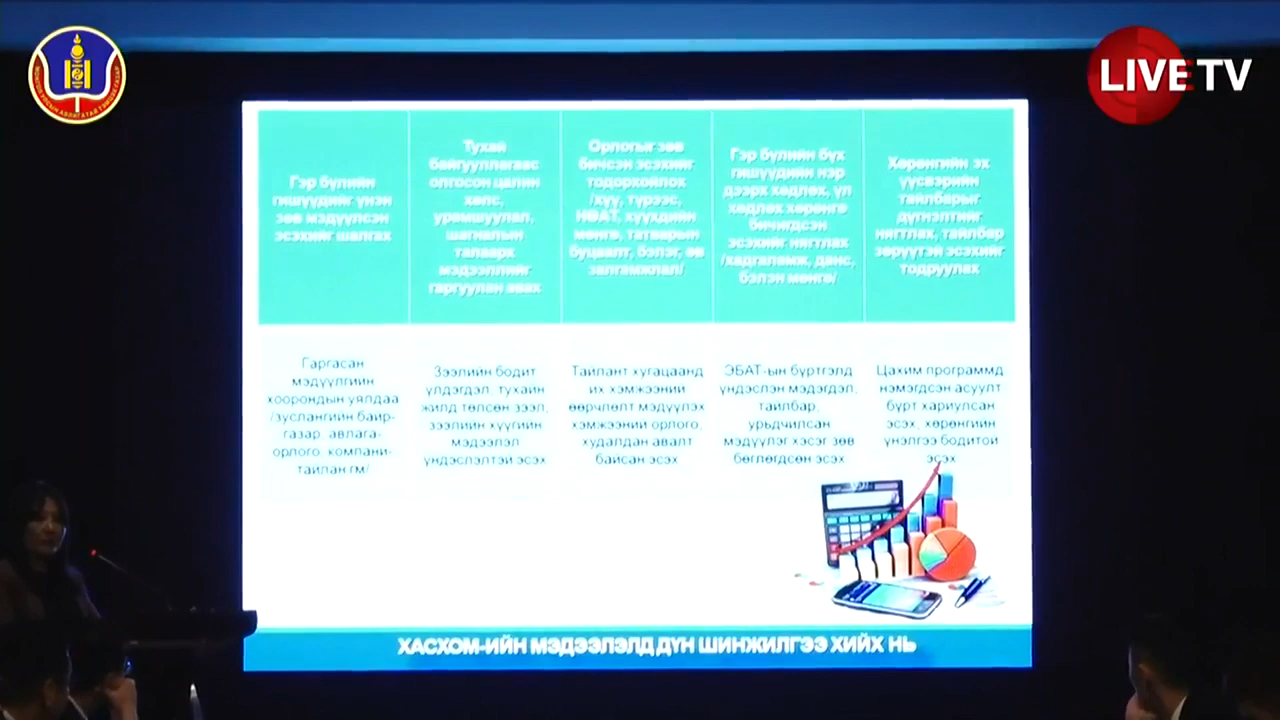 LIVE TV
Гэр бүлийн
гишүүдийг үнэн
зөв мэдүүлсэн
эсэхийг шалгах
Тухай
байгууллагаас
олгосон цалин
хөлс,
урамшуулал,
шагналын
талаарх
мэдээллийг
гаргуулан авах
Орлогыг зөв
бичсэн эсэхийг
тодорхойлох
/хүү, түрээс,
НӨАТ, хүүхдийн
мөнгө, татварын
буцаалт, бэлэг, өв
залгамжлал/
Гэр бүлийн бүх
гишүүдийн нэр
дээрх хөдлөх, үл
хөдлөх хөрөнгө
бичигдсэн
эсэхийг нягтлах
/хадгаламж, данс,
бэлэн мөнгө/
Хөрөнгийн эх
үүсвэрийн
тайлбарыг
дүгнэлтийг
нягтлах, тайлбар
зөрүүтэй эсэхийг
тодруулах
Гаргасан
мэдүүлгийн
хоорондын уялдаа
/зуслангийн байр-
газар, авлага-
орлого, компани-
тайлан гм/
Зээлийн бодит
үлдэгдэл, тухайн
жилд төлсөн зээл,
зээлийн хүүгийн
мэдээлэл
үндэслэлтэй эсэх
Тайлант хугацаанд
их хэмжээний
өөрчлөлт мэдүүлэх
хэмжээний орлого,
худалдан авалт
байсан эсэх
ЭБАТ-ын бүртгэлд
үндэслэн мэдэгдэл,
тайлбар,
урьдчилсан
мэдүүлэг хэсэг зөв
бөглөгдсөн эсэх
Цахим программд
нэмэгдсэн асуулт
бүрт хариулсан
эсэх, хөрөнгийн
үнэлгээ бодитой
эсэх
ХАСХОМ-ИЙН МЭДЭЭЛЭЛД ДҮН ШИНЖИЛГЭЭ ХИЙХ НЬ